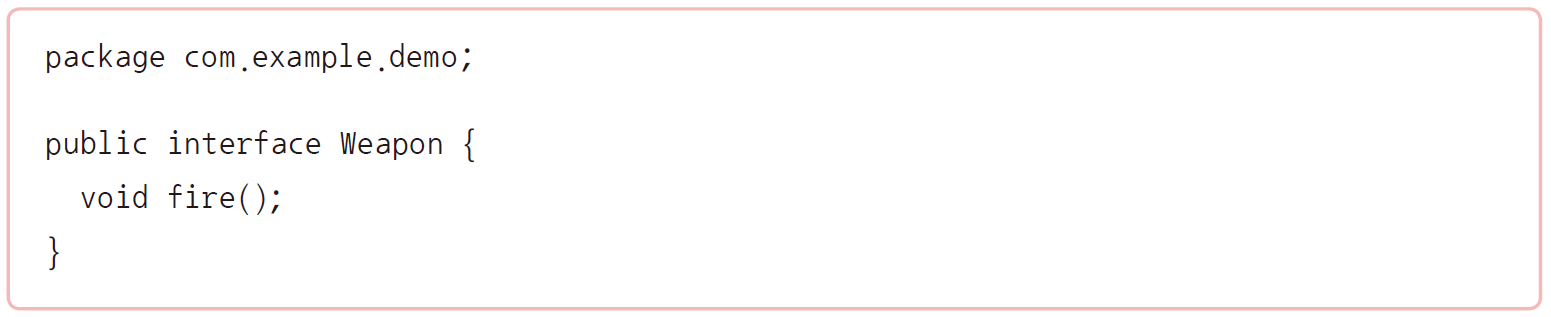 package com.example.demo;
public interface Weapon {
  void fire();
}